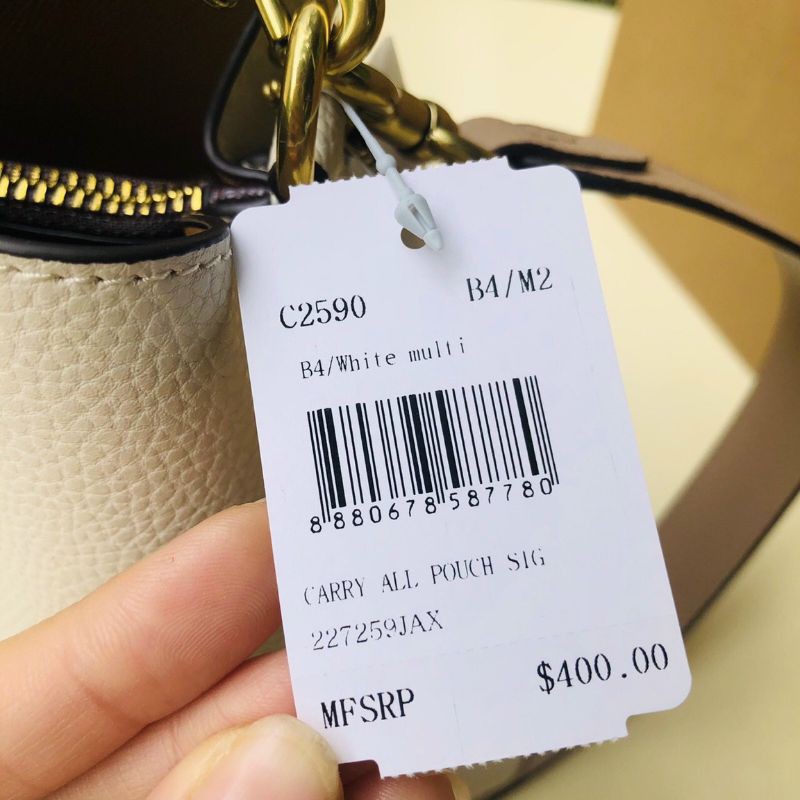 C2590 B4/M2
B4/White multi
8880678587780
CARRY ALL POUCH SIG
227259JAX
MFSRP $400.00